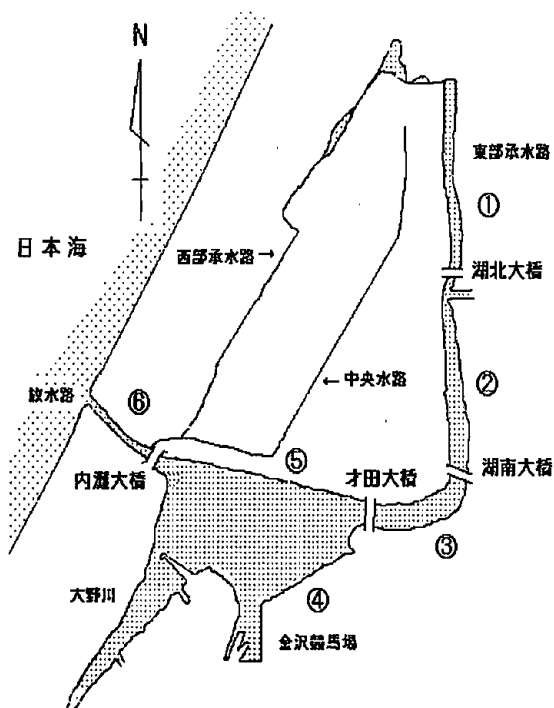 N
東部承水路
①
日本海
西部承水路→
湖北大橋
放水路
⑥
←中央水路
②
内灘大橋
⑤
才田大橋
湖南大橋
③
大野川
④
金沢競馬場